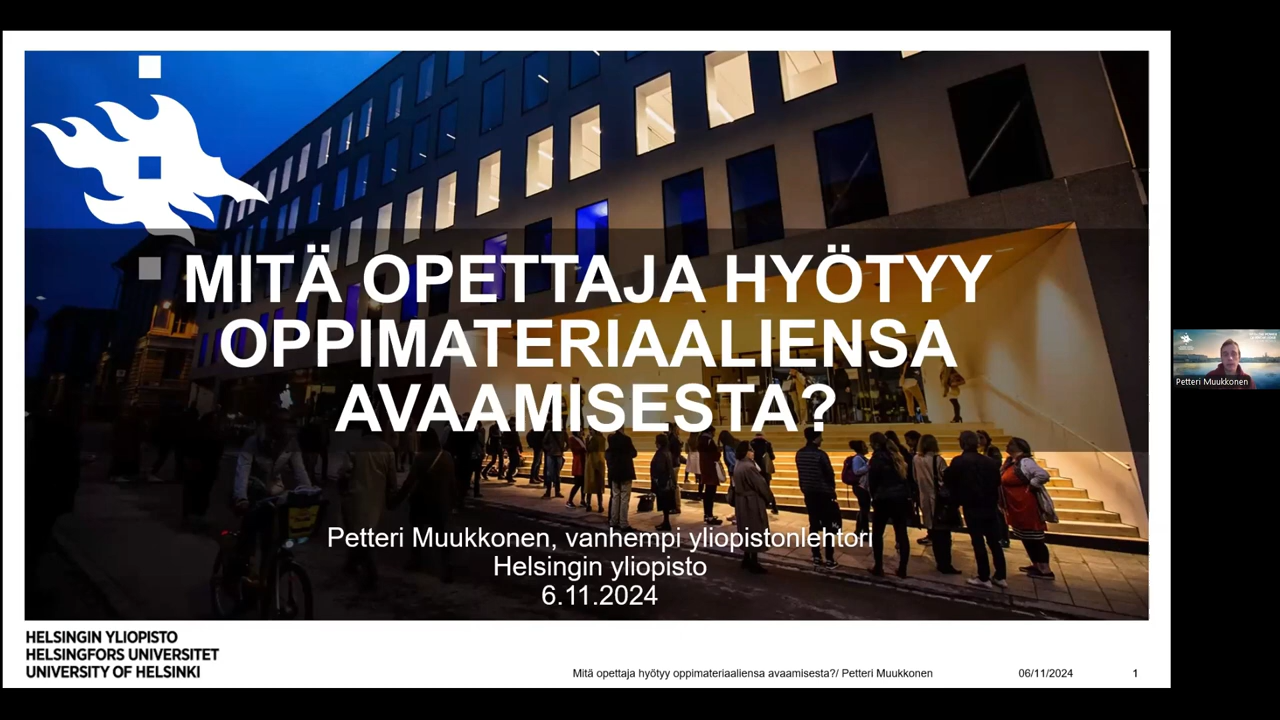 MITÄ OPETTAJA HYÖTYY
OPPIMATERIAALIENSA
AVAAMISESTA?
Petteri Muukkonen, vanhempi yliopistonlehtori
Helsingin yliopisto
6.11.2024
HELSINGIN YLIOPISTO
HELSINGFORS UNIVERSITET
UNIVERSITY OF HELSINKI
Mitä opettaja hyötyy oppimateriaaliensa avaamisesta?/ Petteri Muukkonen
06/11/2024
1
Petteri Muukkonen